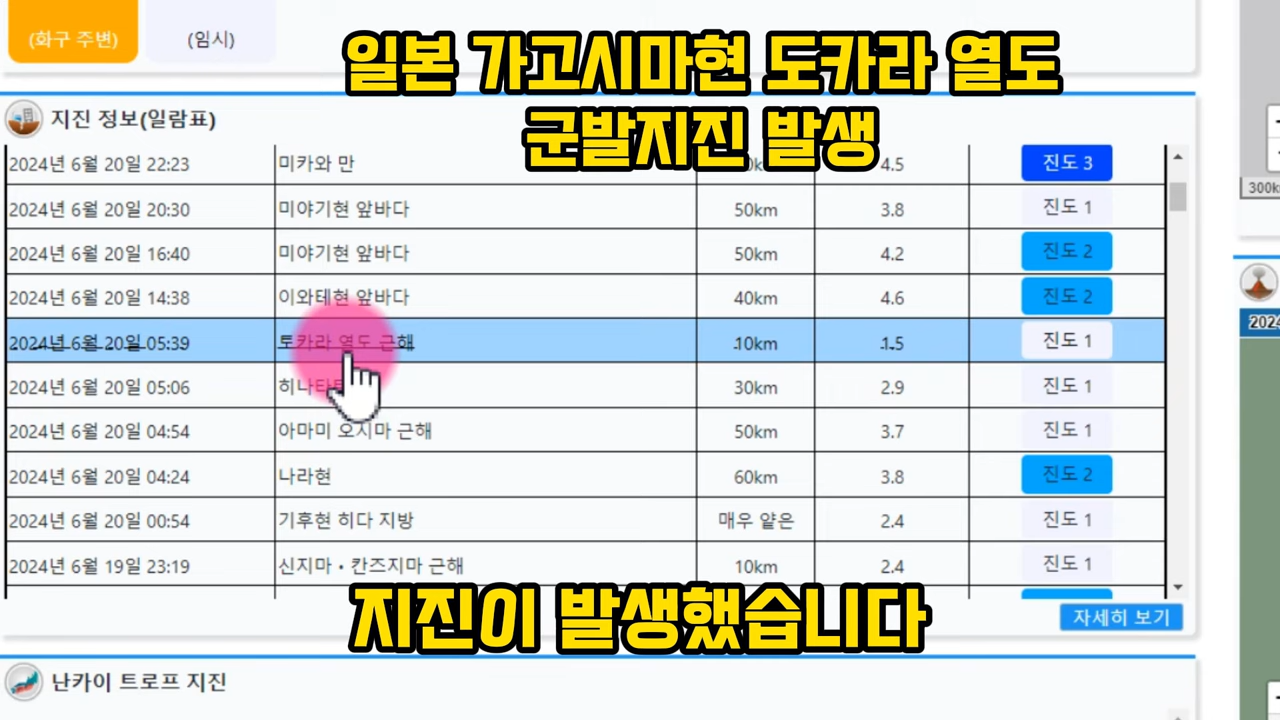 (화구 주변) (임시)
일본 가고시마현 도카라 열도
군발지진 발생
지진 정보(일람표)
2024년 6월 20일 22:23 미카와 만 4.5 진도 3
2024년 6월 20일 20:30 미야기현 앞바다 50km 3.8 진도 1
2024년 6월 20일 16:40 미야기현 앞바다 50km 4.2 진도 2
2024년 6월 20일 14:38 이와테현 앞바다 40km 4.6 진도 2
2024년 6월 20일 05:39 토카라 열도 근해 10km 1.5 진도 1
2024년 6월 20일 05:06 30km 2.9 진도 1
2024년 6월 20일 04:54 아마미 오시마 근해 50km 3.7 진도 1
2024년 6월 20일 04:24 나라현 60km 3.8 진도 2
2024년 6월 20일 00:54 기후현 히다 지방 매우 얕은 2.4 진도 1
2024년 6월 19일 23:19 신지마・칸즈지마 근해 10km 2.4 진도 1
지진이 발생했습니다
자세히 보기
난카이 트로프 지진